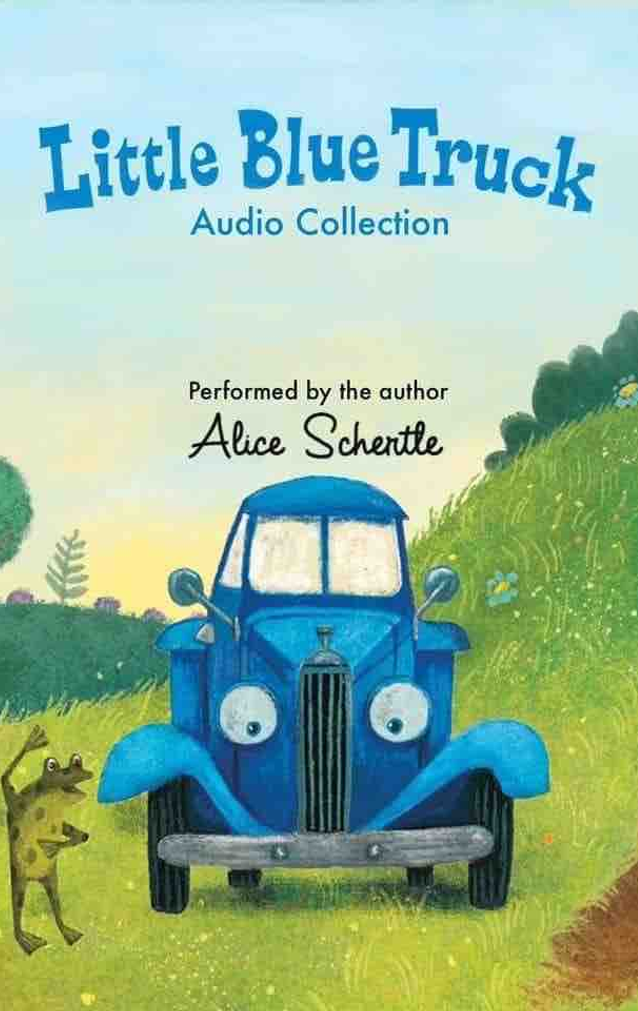 Little Blue Truck
Audio Collection
Performed by the author
Alice Schertle